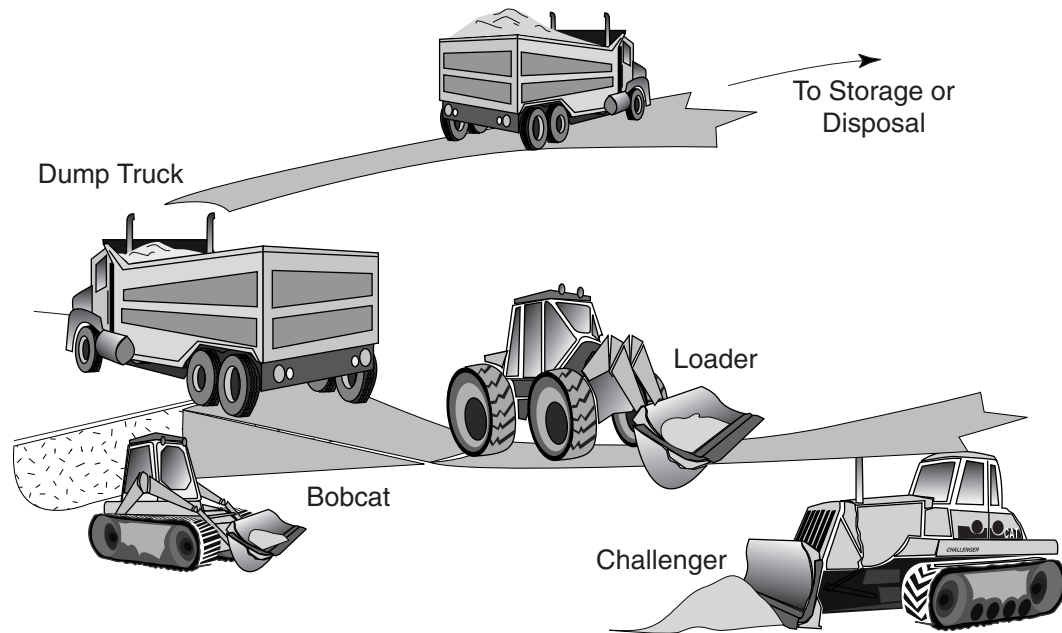 To Storage or
Disposal
Dump Truck
Loader
Bobcat
Challenger
CAT
CHALLENGER